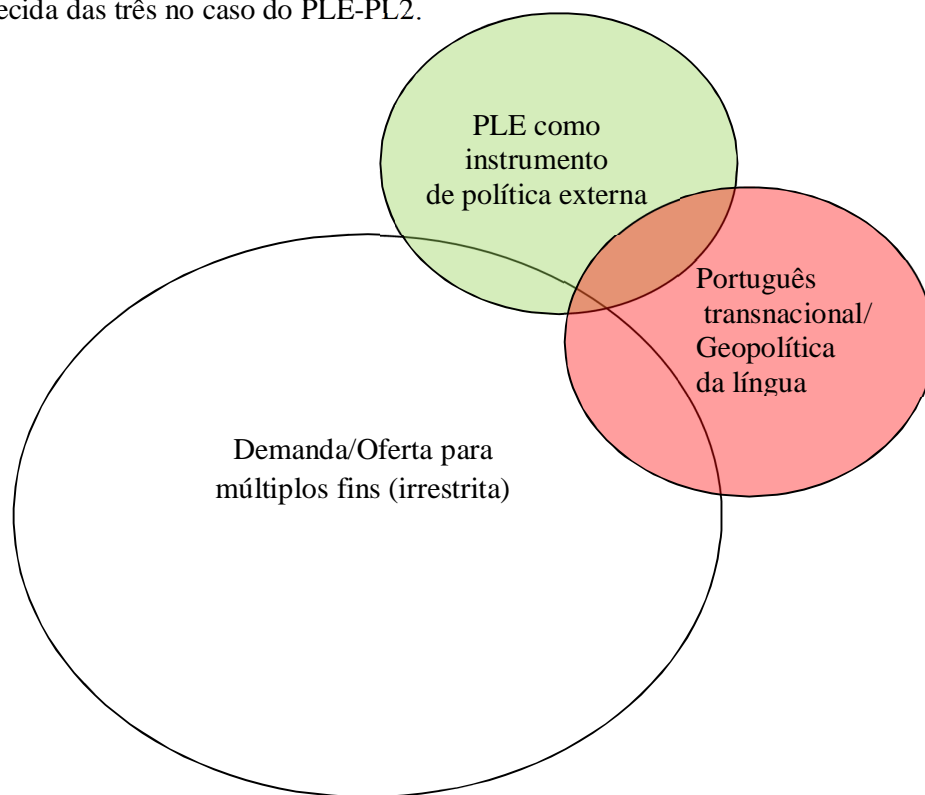 ecida das três no caso do PLE-PL2.
PLE como
instrumento
de política externa
Português
transnacional/
Geopolítica
da língua
Demanda/Oferta para
múltiplos fins (irrestrita)